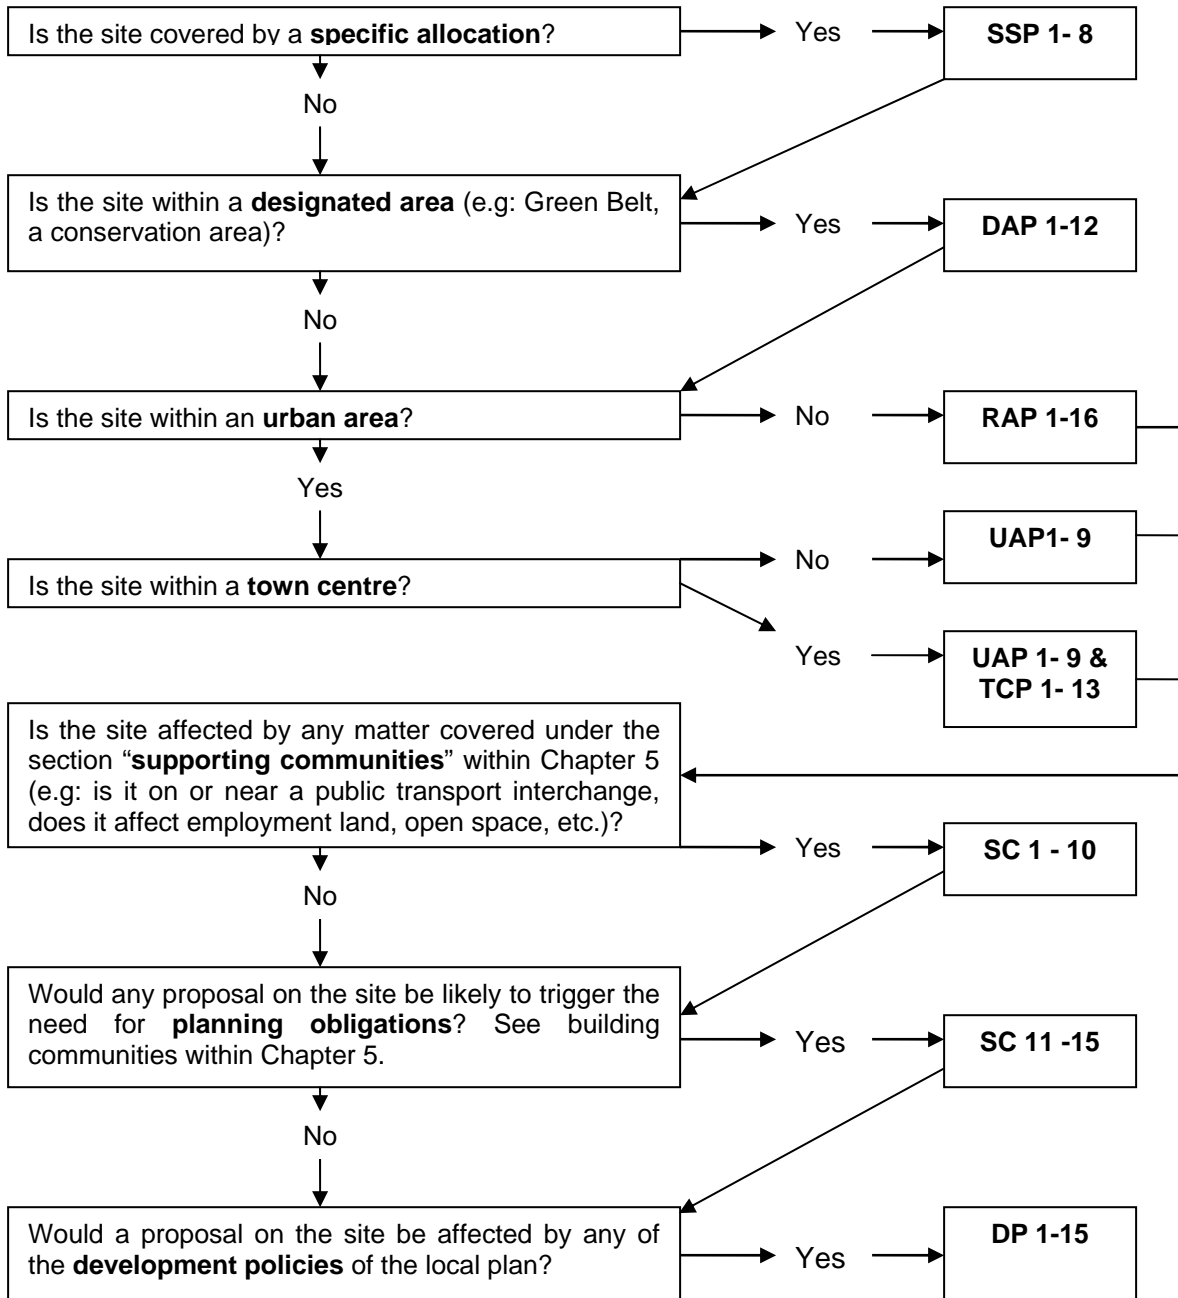 Is the site covered by a specific allocation?
Yes
SSP 1- 8
No
Is the site within a designated area (e.g: Green Belt,
a conservation area)?
Yes
DAP 1-12
No
Is the site within an urban area?
No
RAP 1-16
Yes
UAP1- 9
No
Is the site within a town centre?
Yes
UAP 1- 9 &
TCP 1- 13
Is the site affected by any matter covered under the
section “supporting communities” within Chapter 5
(e.g: is it on or near a public transport interchange,
does it affect employment land, open space, etc.)?
Yes
SC 1 - 10
No
Would any proposal on the site be likely to trigger the
need for planning obligations? See building
communities within Chapter 5.
Yes
SC 11 -15
No
Would a proposal on the site be affected by any of
the development policies of the local plan?
Yes
DP 1-15